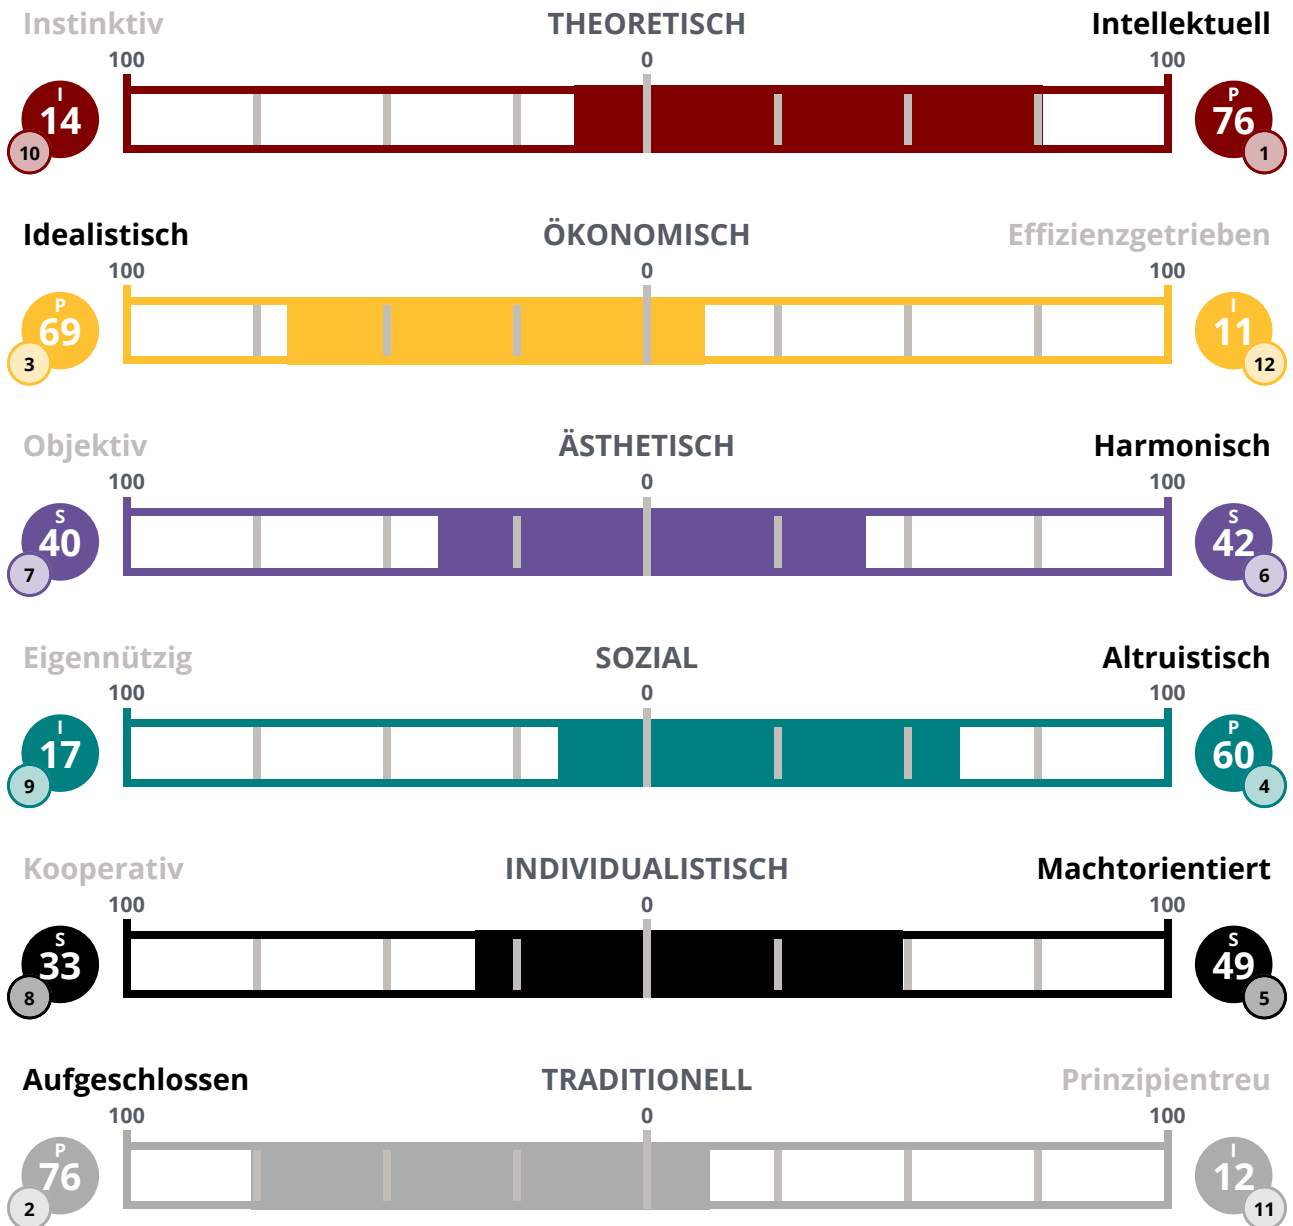 Instinktiv THEORETISCH Intellektuell
100 0 100
I 14 10 P 76 1
Idealistisch ÖKONOMISCH Effizienzgetrieben
100 0 100
P 69 3 I 11 12
Objektiv ÄSTHETISCH Harmonisch
100 0 100
S 40 7 S 42 6
Eigennützig SOZIAL Altruistisch
100 0 100
I 17 9 P 60 4
Kooperativ INDIVIDUALISTISCH Machtorientiert
100 0 100
S 33 8 S 49 5
Aufgeschlossen TRADITIONELL Prinzipientreu
100 0 100
P 76 2 I 12 11